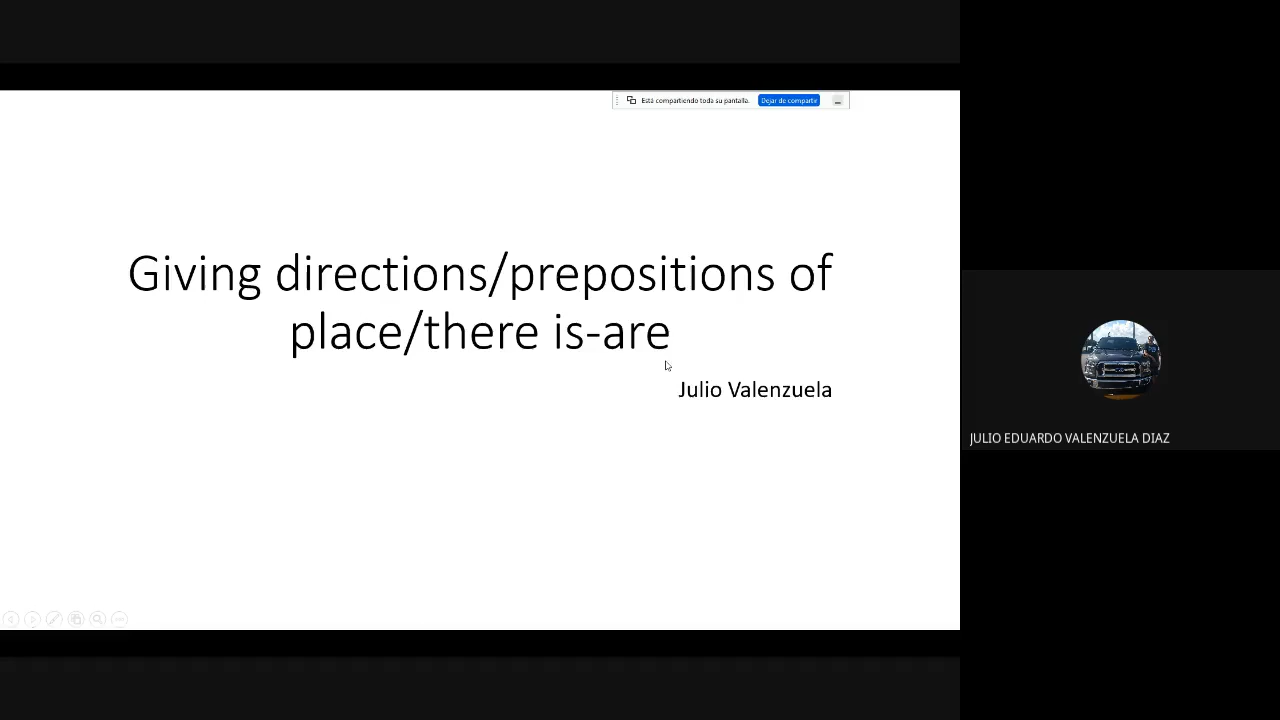 Está compartiendo toda su pantalla. Dejar de compartir
Giving directions/prepositions of
place/there is-are
Julio Valenzuela
JULIO EDUARDO VALENZUELA DIAZ